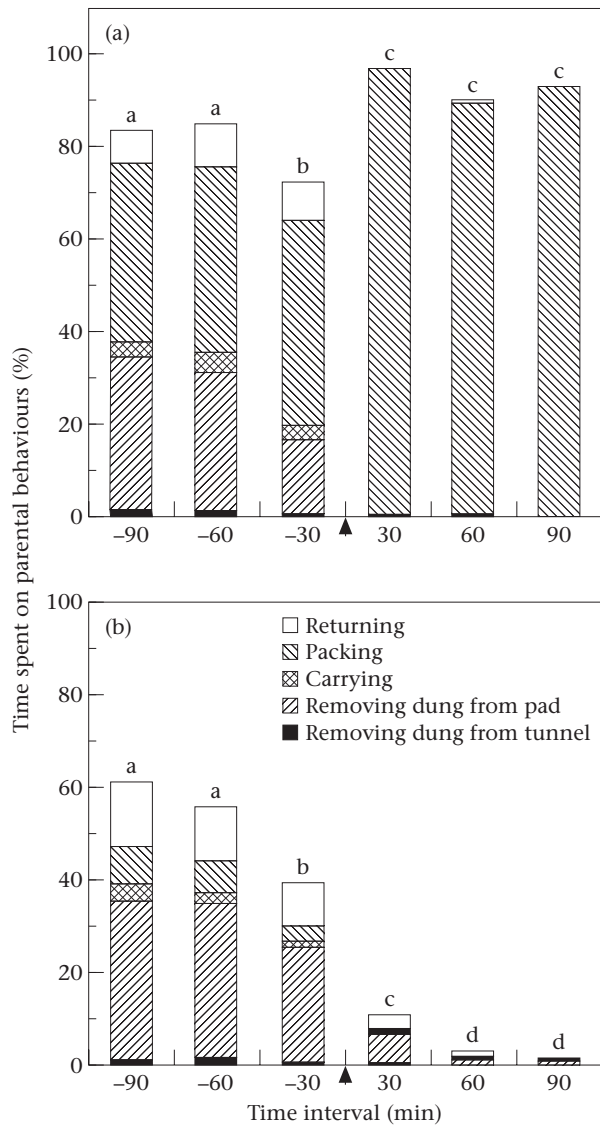 Time spent on parental behaviours (%)
(a)
100
80
60
40
20
0
a
a
b
c
c
c
–90
–60
–30
30
60
90
(b)
100
80
60
40
20
0
Returning
Packing
Carrying
Removing dung from pad
Removing dung from tunnel
a
a
b
c
d
d
–90
–60
–30
30
60
90
Time interval (min)